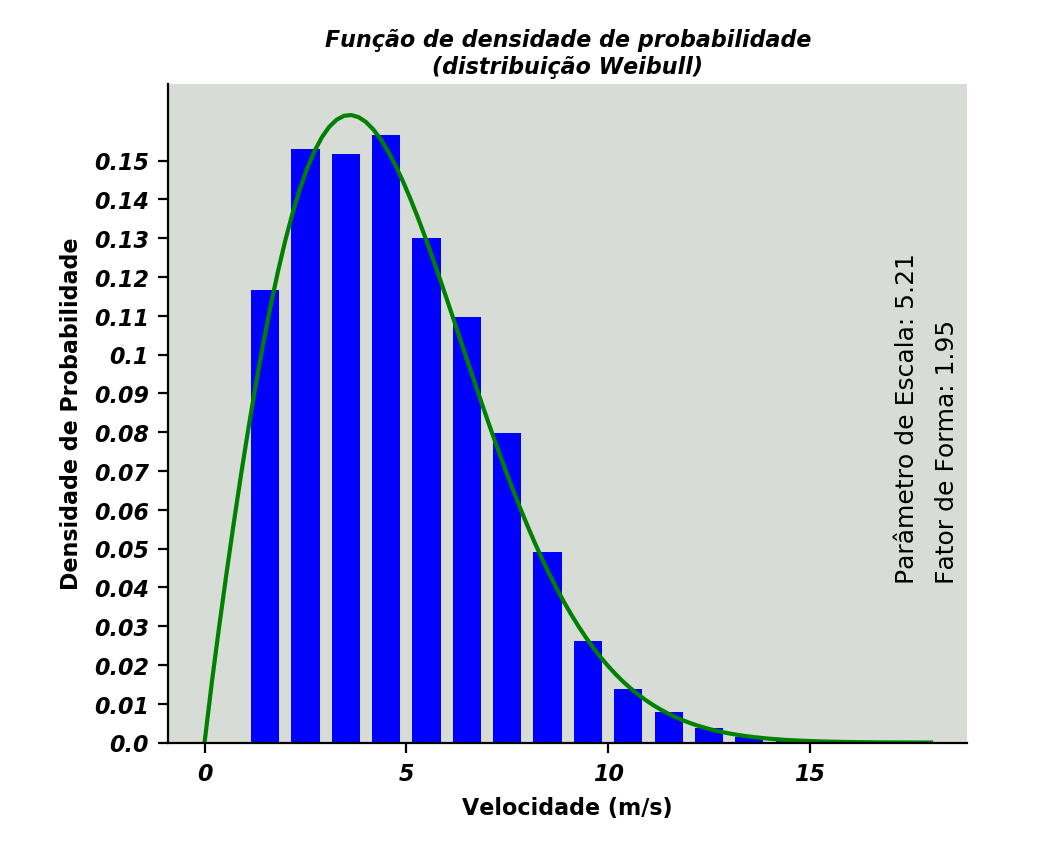 Função de densidade de probabilidade
(distribuição Weibull)
Densidade de Probabilidade
0.15
0.14
0.13
0.12
0.11
0.1
0.09
0.08
0.07
0.06
0.05
0.04
0.03
0.02
0.01
0.0
0 5 10 15
Velocidade (m/s)
Parâmetro de Escala: 5.21
Fator de Forma: 1.95